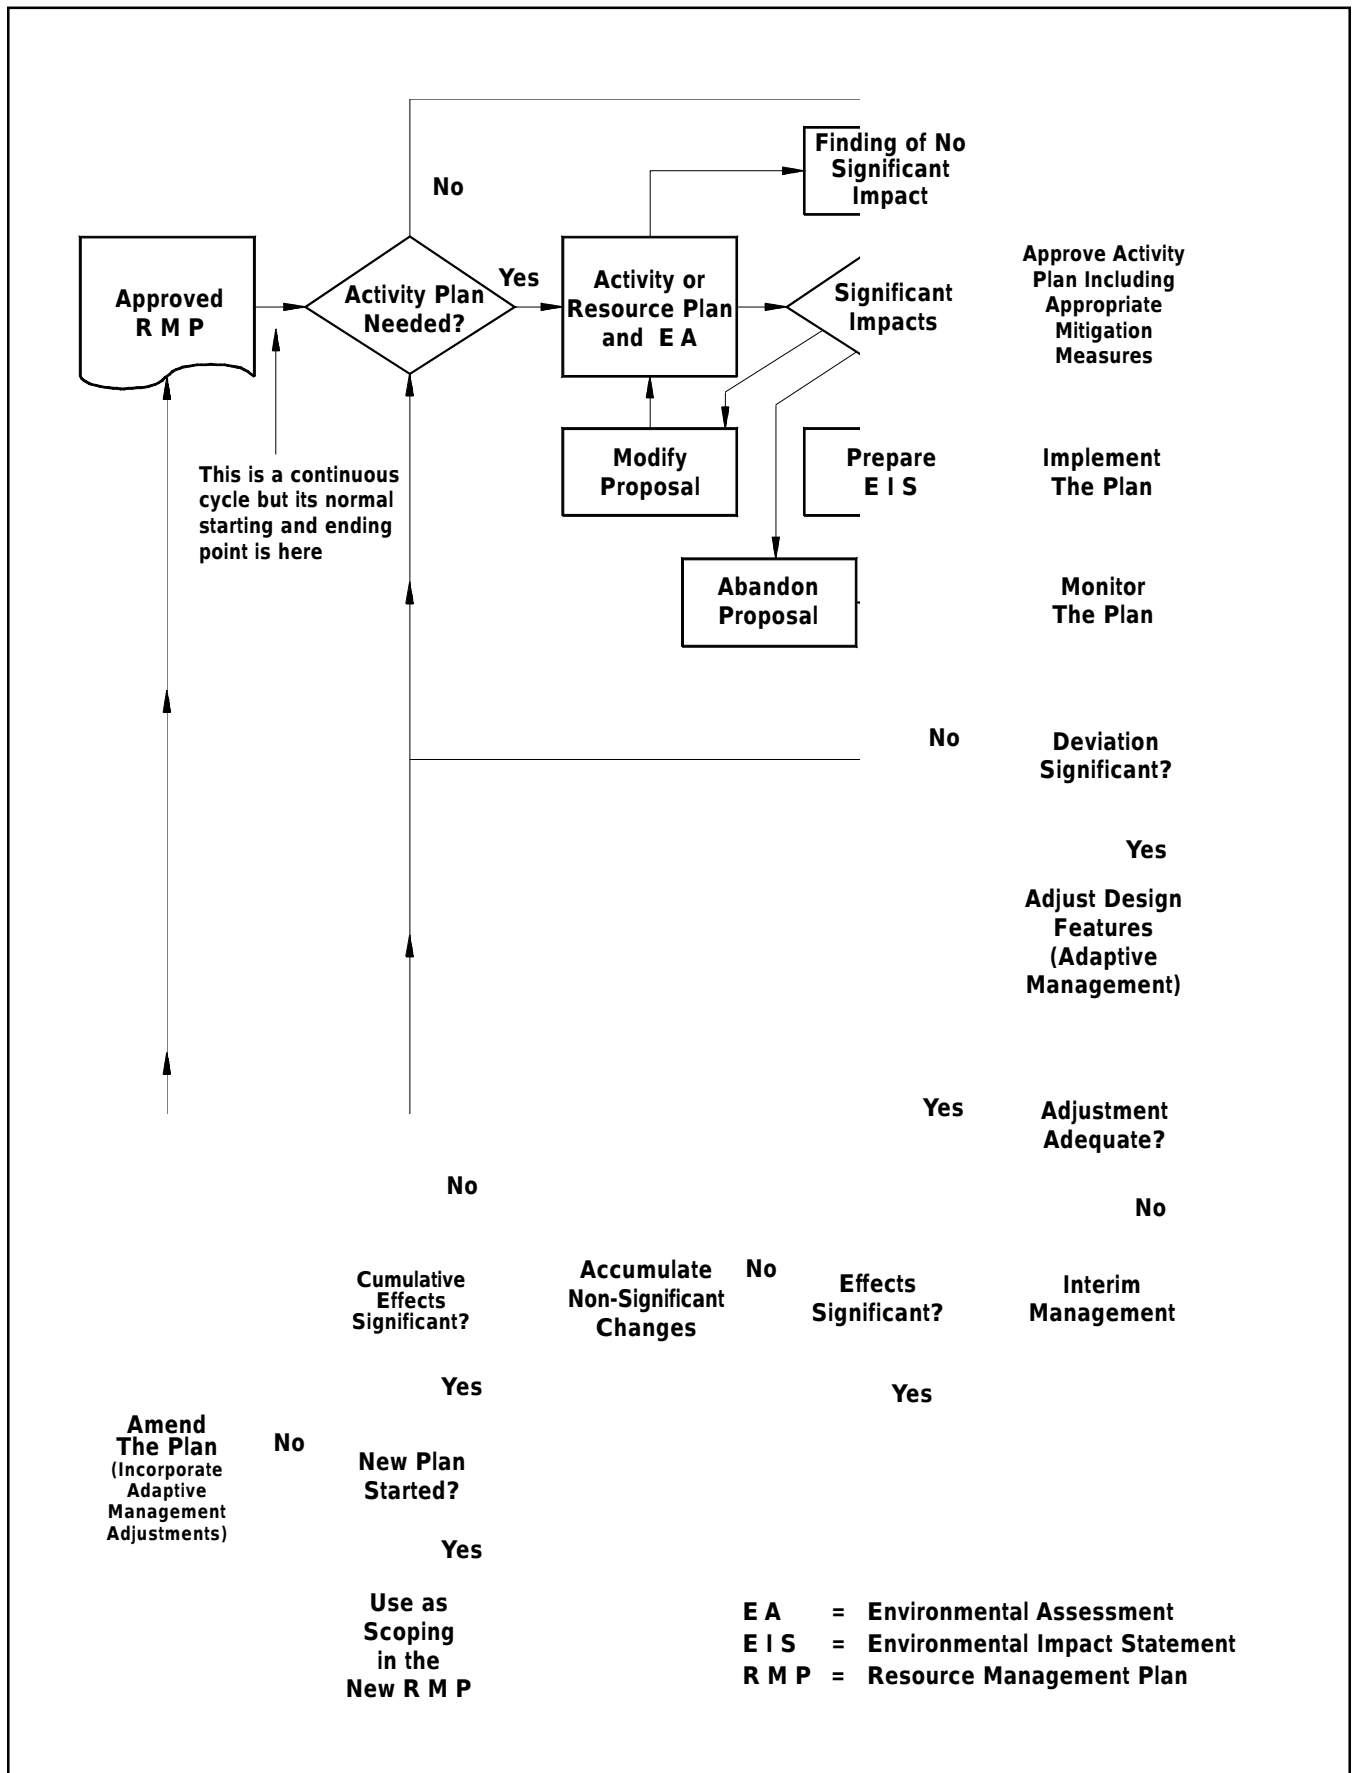 Finding of No
Significant
Impact
No
Approved
R M P
Activity Plan
Needed?
Yes
Activity or
Resource Plan
and E A
Significant
Impacts
Approve Activity
Plan Including
Appropriate
Mitigation
Measures
This is a continuous
cycle but its normal
starting and ending
point is here
Modify
Proposal
Prepare
E I S
Implement
The Plan
Abandon
Proposal
Monitor
The Plan
No
Deviation
Significant?
Yes
Adjust Design
Features
(Adaptive
Management)
Yes
Adjustment
Adequate?
No
No
Cumulative
Effects
Significant?
Accumulate
Non-Significant
Changes
No
Effects
Significant?
Interim
Management
Yes
Yes
Amend
The Plan
(Incorporate
Adaptive
Management
Adjustments)
No
New Plan
Started?
Yes
Use as
Scoping
in the
New R M P
E A = Environmental Assessment
E I S = Environmental Impact Statement
R M P = Resource Management Plan